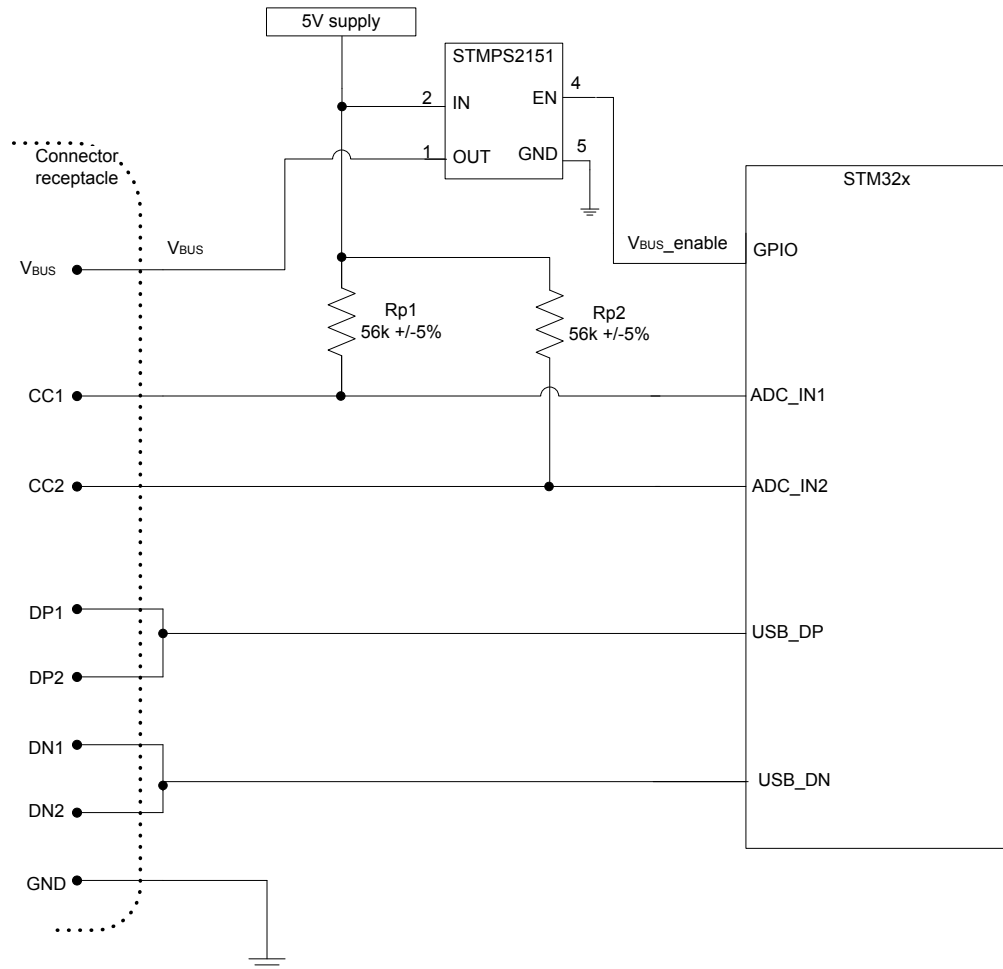 5V supply
STMPS2151
2
IN
EN
4
1
OUT
GND
5
Connector
receptacle
STM32x
VBUS
VBUS
VBUS_enable
GPIO
Rp1
56k +/-5%
Rp2
56k +/-5%
CC1
ADC_IN1
CC2
ADC_IN2
DP1
USB_DP
DP2
DN1
USB_DN
DN2
GND